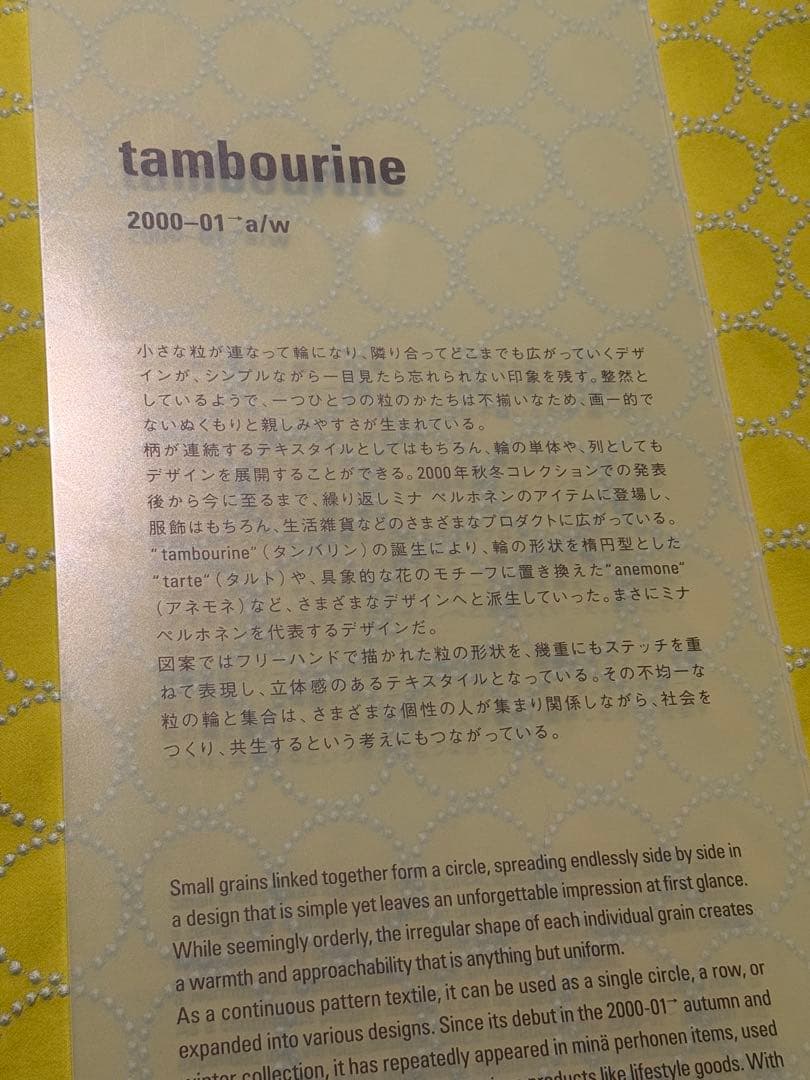 tambourine
2000–01→a/w
小さな粒が連なって輪になり、隣り合ってどこまでも広がっていくデザ
インが、シンプルながら一目見たら忘れられない印象を残す。整然と
しているようで、一つひとつの粒のかたちは不揃いなため、画一的で
ないぬくもりと親しみやすさが生まれている。
柄が連続するテキスタイルとしてはもちろん、輪の単体や、列としても
デザインを展開することができる。2000年秋冬コレクションでの発表
後から今に至るまで、繰り返しミナ ペルホネンのアイテムに登場し、
服飾はもちろん、生活雑貨などのさまざまなプロダクトに広がっている。
“tambourine”（タンバリン）の誕生により、輪の形状を楕円型とした
“tarte“（タルト）や、具象的な花のモチーフに置き換えた“anemone“
（アネモネ）など、さまざまなデザインへと派生していった。まさにミナ
ペルホネンを代表するデザインだ。
図案ではフリーハンドで描かれた粒の形状を、幾重にもステッチを重
ねて表現し、立体感のあるテキスタイルとなっている。その不均一な
粒の輪と集合は、さまざまな個性の人が集まり関係しながら、社会を
つくり、共生するという考えにもつながっている。
Small grains linked together form a circle, spreading endlessly side by side in
a design that is simple yet leaves an unforgettable impression at first glance.
While seemingly orderly, the irregular shape of each individual grain creates
a warmth and approachability that is anything but uniform.
As a continuous pattern textile, it can be used as a single circle, a row, or
expanded into various designs. Since its debut in the 2000-01→ autumn and
winter collection, it has repeatedly appeared in minä perhonen items, used
products like lifestyle goods. With